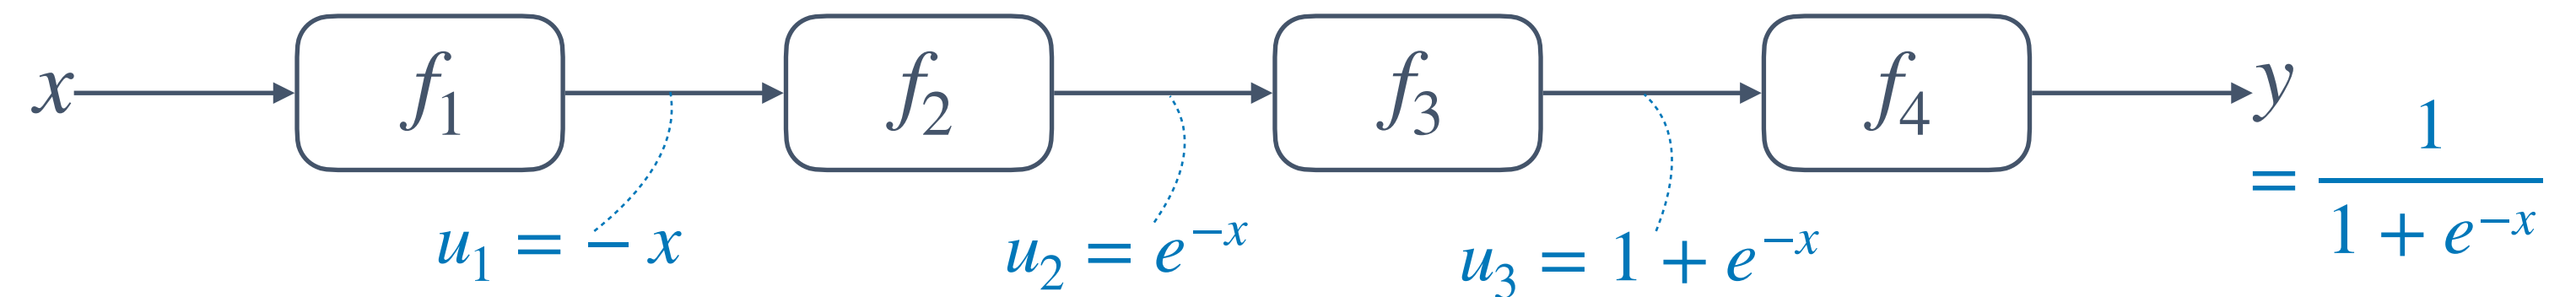 x f₁ f₂ f₃ f₄ y
u₁ = − x
u₂ = e⁻ˣ
u₃ = 1 + e⁻ˣ
= 1 / (1 + e⁻ˣ)